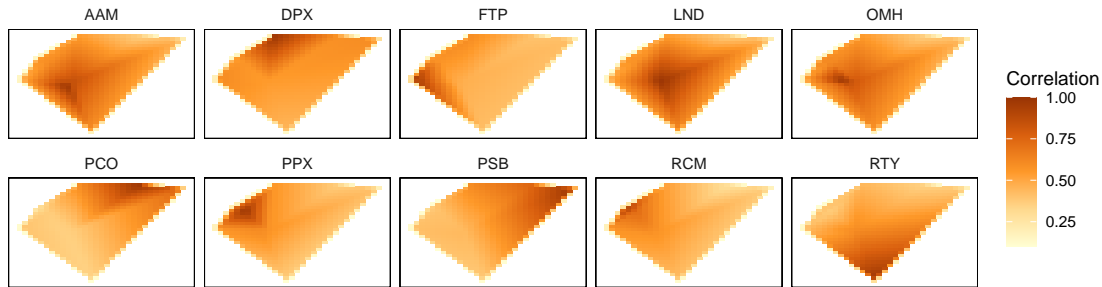 AAM
DPX
FTP
LND
OMH
PCO
PPX
PSB
RCM
RTY
Correlation
1.00
0.75
0.50
0.25